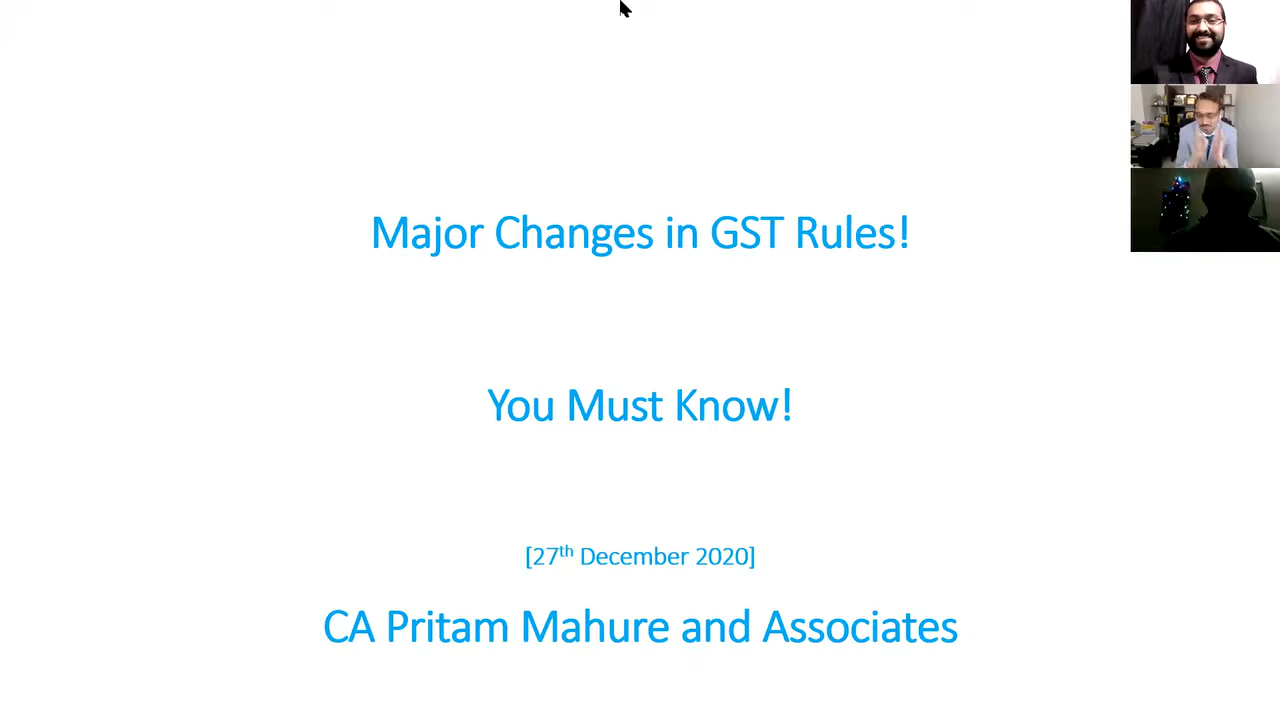 Major Changes in GST Rules!
You Must Know!
[27th December 2020]
CA Pritam Mahure and Associates